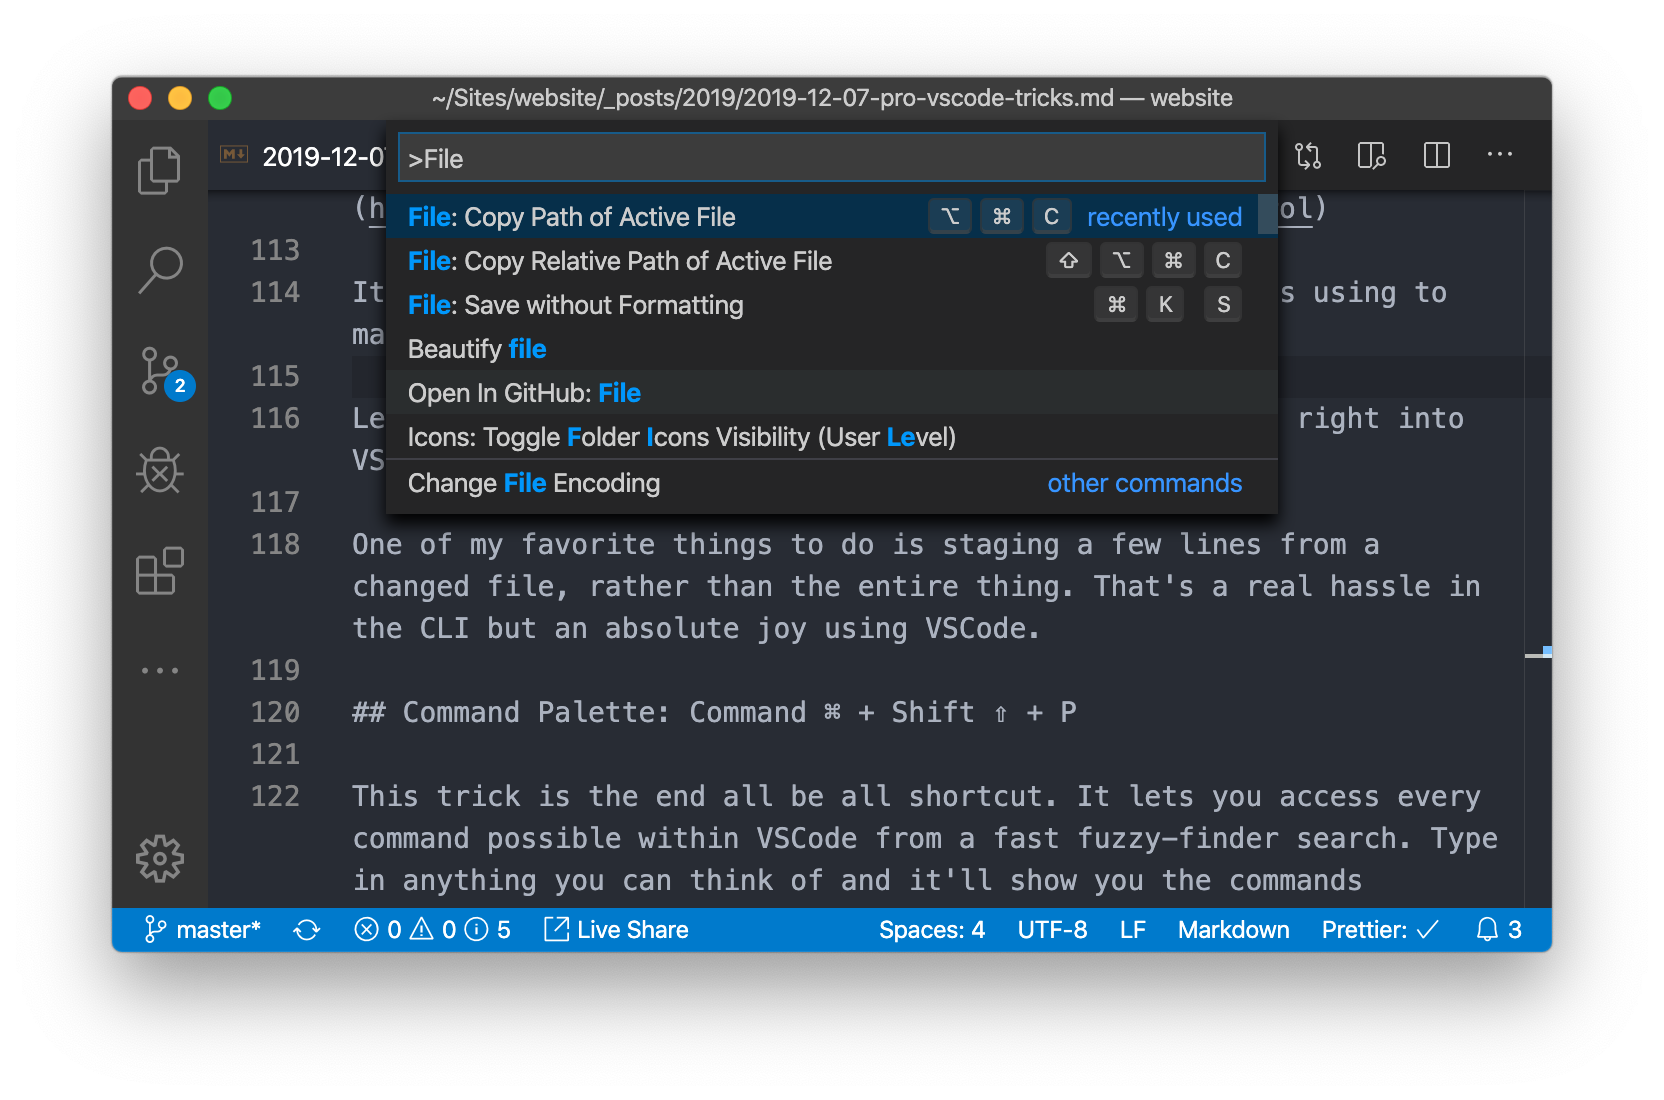 ~/Sites/website/_posts/2019/2019-12-07-pro-vscode-tricks.md — website
M↓ 2019-12-07
>File
File: Copy Path of Active File ⌥ ⌘ C recently used
File: Copy Relative Path of Active File ⇧ ⌥ ⌘ C
File: Save without Formatting ⌘ K S
Beautify file
Open In GitHub: File
Icons: Toggle Folder Icons Visibility (User Level)
Change File Encoding other commands
(h ol)
113
114 It s using to
ma
115
116 Le right into
VS
117
118 One of my favorite things to do is staging a few lines from a
changed file, rather than the entire thing. That's a real hassle in
the CLI but an absolute joy using VSCode.
119
120 ## Command Palette: Command ⌘ + Shift ⇧ + P
121
122 This trick is the end all be all shortcut. It lets you access every
command possible within VSCode from a fast fuzzy-finder search. Type
in anything you can think of and it'll show you the commands
2
master* 0 0 5 Live Share Spaces: 4 UTF-8 LF Markdown Prettier: ✓ 3